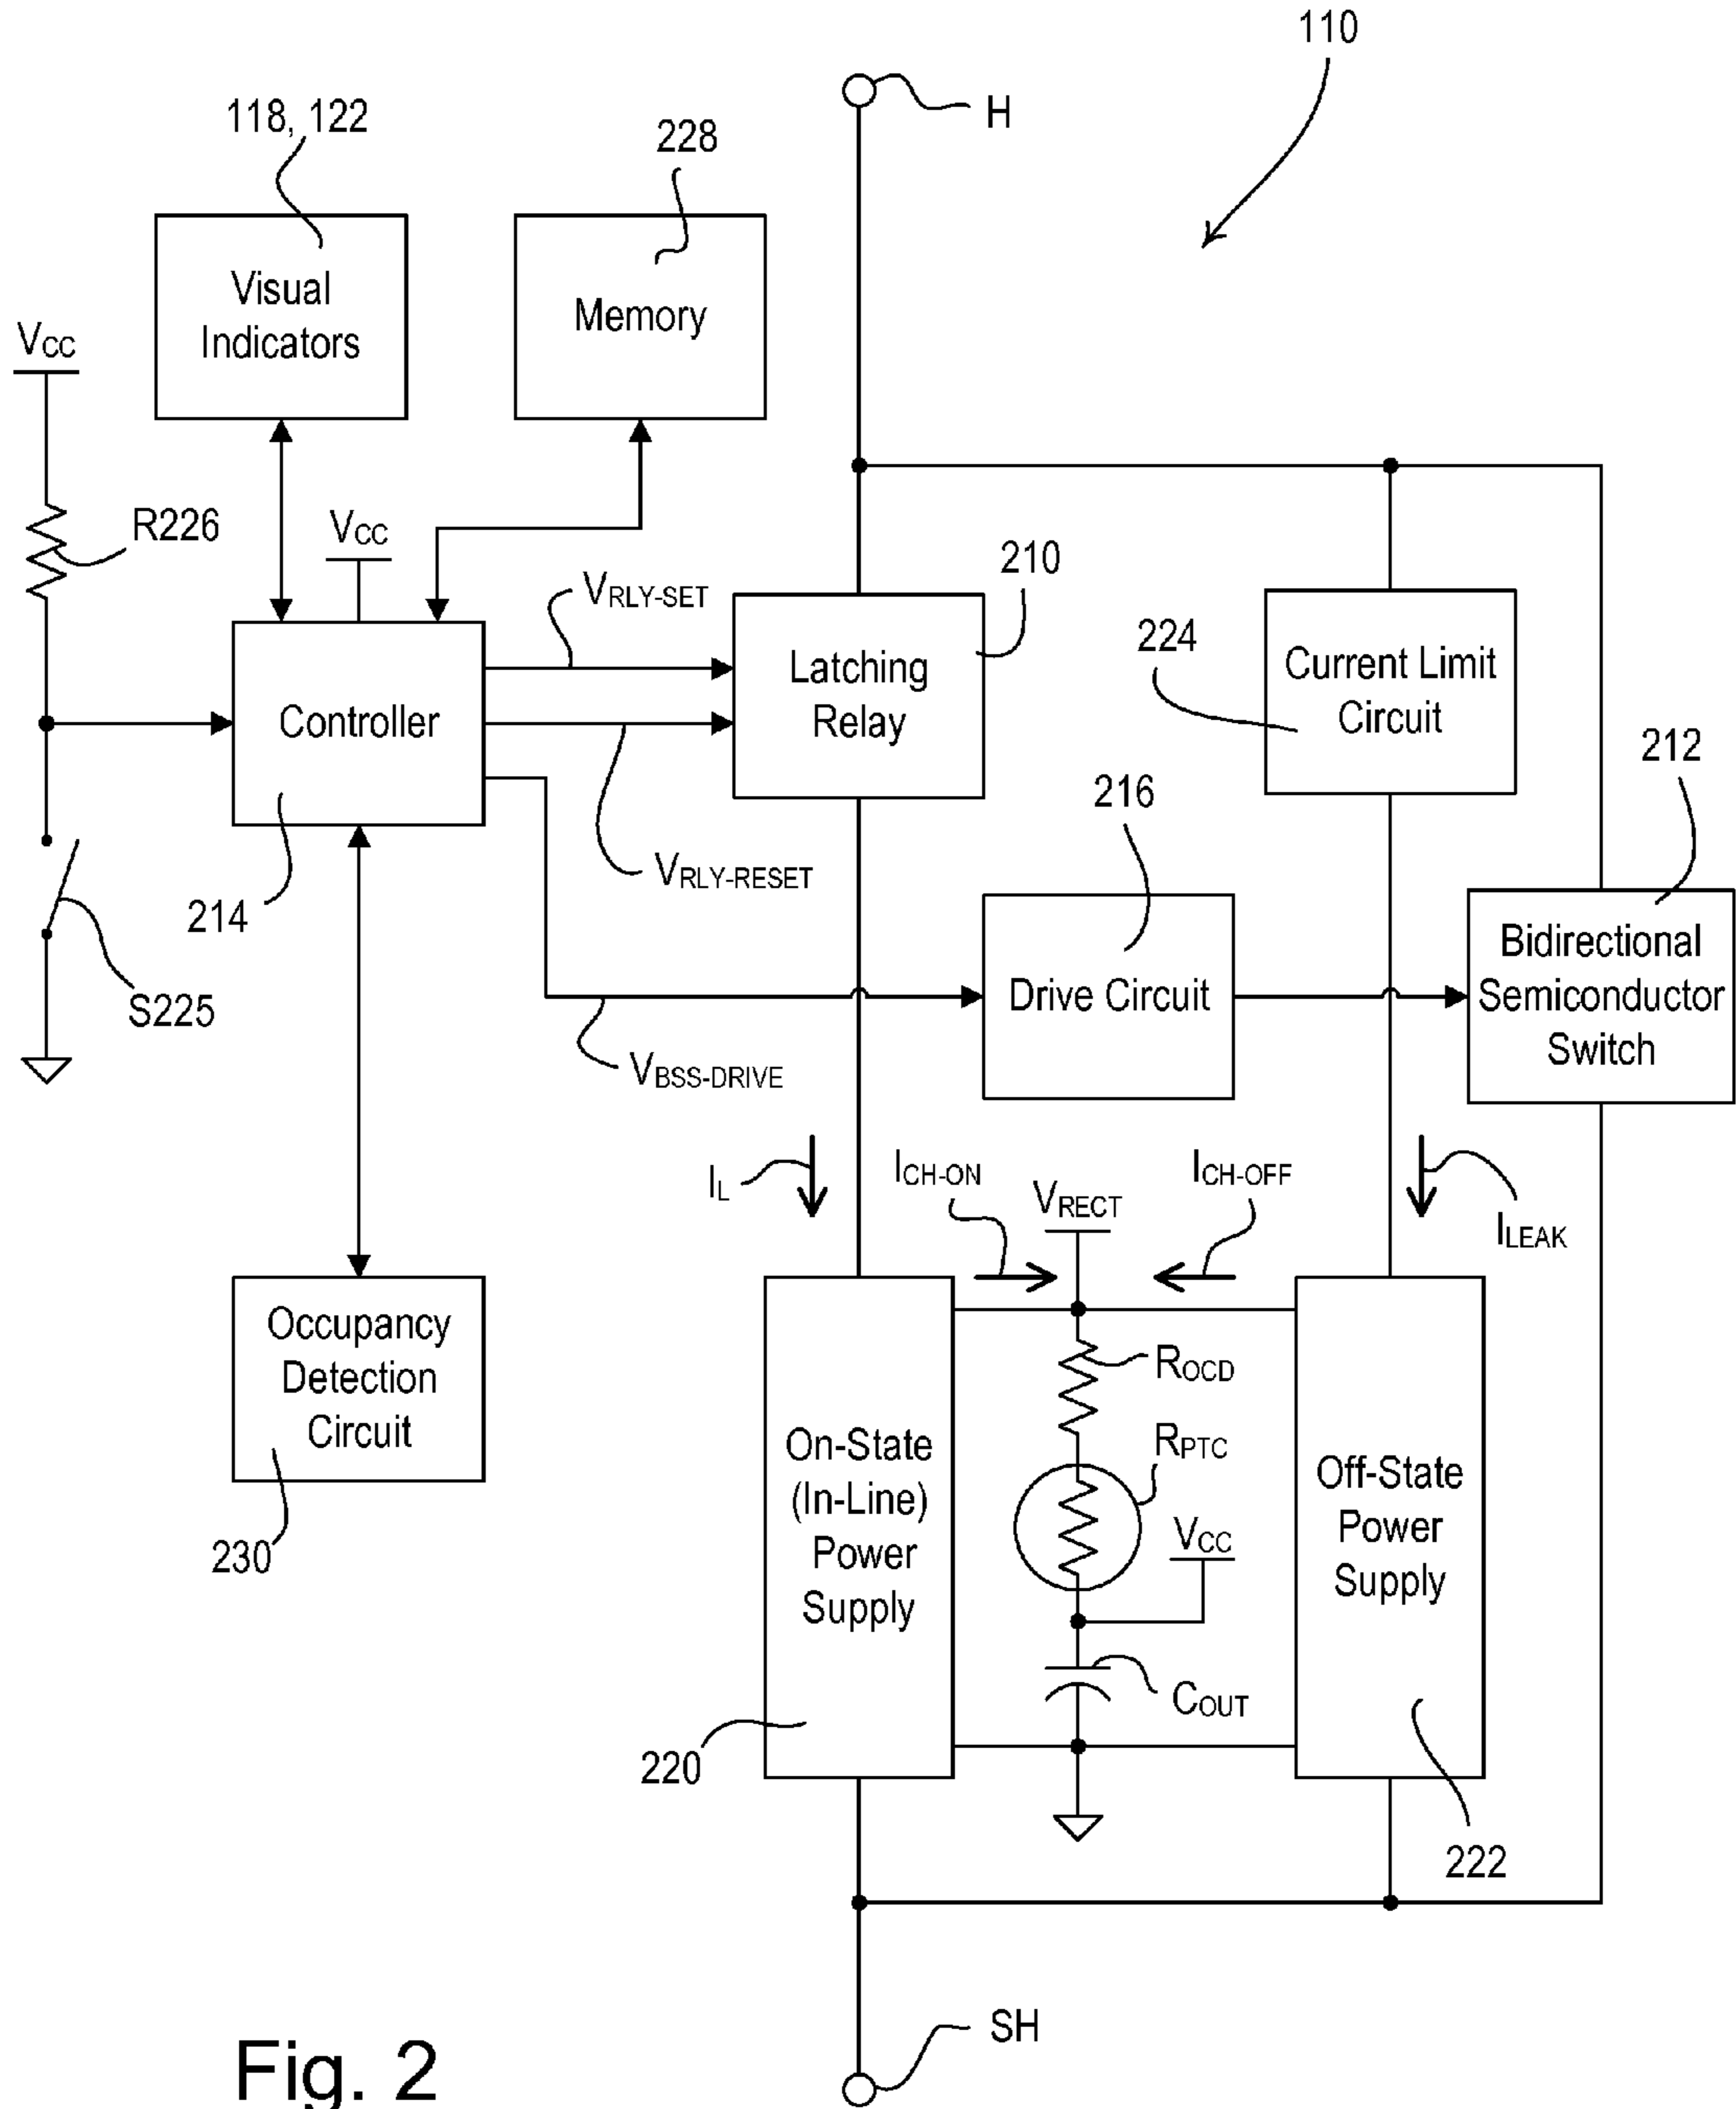 110
H
118, 122
228
Visual
Indicators
Memory
VCC
R226
VCC
VRLY-SET
210
224
Latching
Relay
Current Limit
Circuit
Controller
212
216
VRLY-RESET
214
Bidirectional
Semiconductor
Switch
Drive Circuit
S225
VBSS-DRIVE
IL
ICH-ON
VRECT
ICH-OFF
ILEAK
Occupancy
Detection
Circuit
ROCD
RPTC
On-State
(In-Line)
Power
Supply
Off-State
Power
Supply
VCC
230
COUT
220
222
SH
Fig. 2